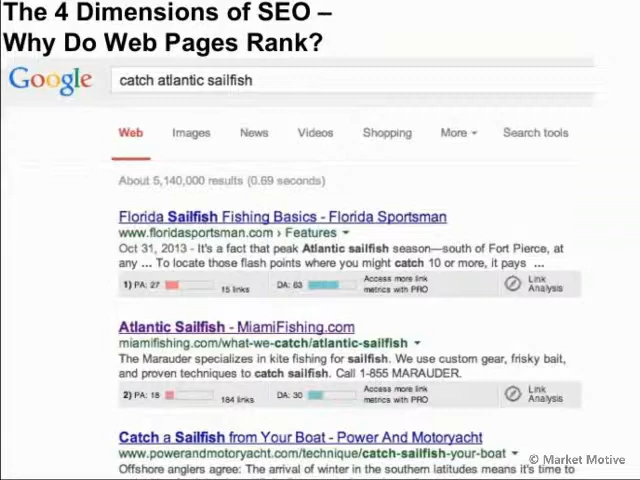 The 4 Dimensions of SEO –
Why Do Web Pages Rank?
Google catch atlantic sailfish
Web Images News Videos Shopping More Search tools
About 5,140,000 results (0.69 seconds)
Florida Sailfish Fishing Basics - Florida Sportsman
www.floridasportsman.com › Features
Oct 31, 2013 - It's a fact that peak Atlantic sailfish season—south of Fort Pierce, at
any ... To locate those flash points where you might catch 10 or more, it pays ...
1) PA: 27 15 links DA: 63 Access more link metrics with PRO Link Analysis
Atlantic Sailfish - MiamiFishing.com
miamifishing.com/what-we-catch/atlantic-sailfish
The Marauder specializes in kite fishing for sailfish. We use custom gear, frisky bait,
and proven techniques to catch sailfish. Call 1-855 MARAUDER.
2) PA: 18 184 links DA: 30 Access more link metrics with PRO Link Analysis
Catch a Sailfish from Your Boat - Power And Motoryacht
www.powerandmotoryacht.com/technique/catch-sailfish-your-boat
© Market Motive
Offshore anglers agree: The arrival of winter in the southern latitudes means it's time to